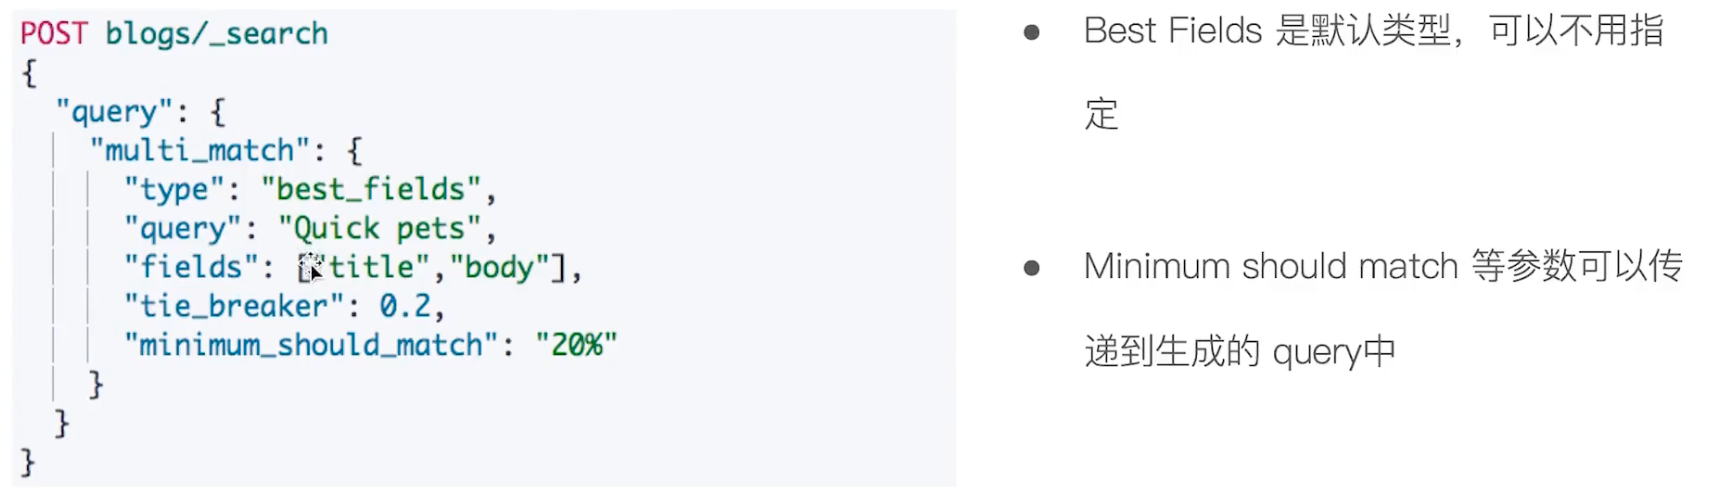 POST blogs/_search
{
  "query": {
    "multi_match": {
      "type": "best_fields",
      "query": "Quick pets",
      "fields": ["title","body"],
      "tie_breaker": 0.2,
      "minimum_should_match": "20%"
    }
  }
}
● Best Fields 是默认类型，可以不用指
定
● Minimum should match 等参数可以传
递到生成的 query中